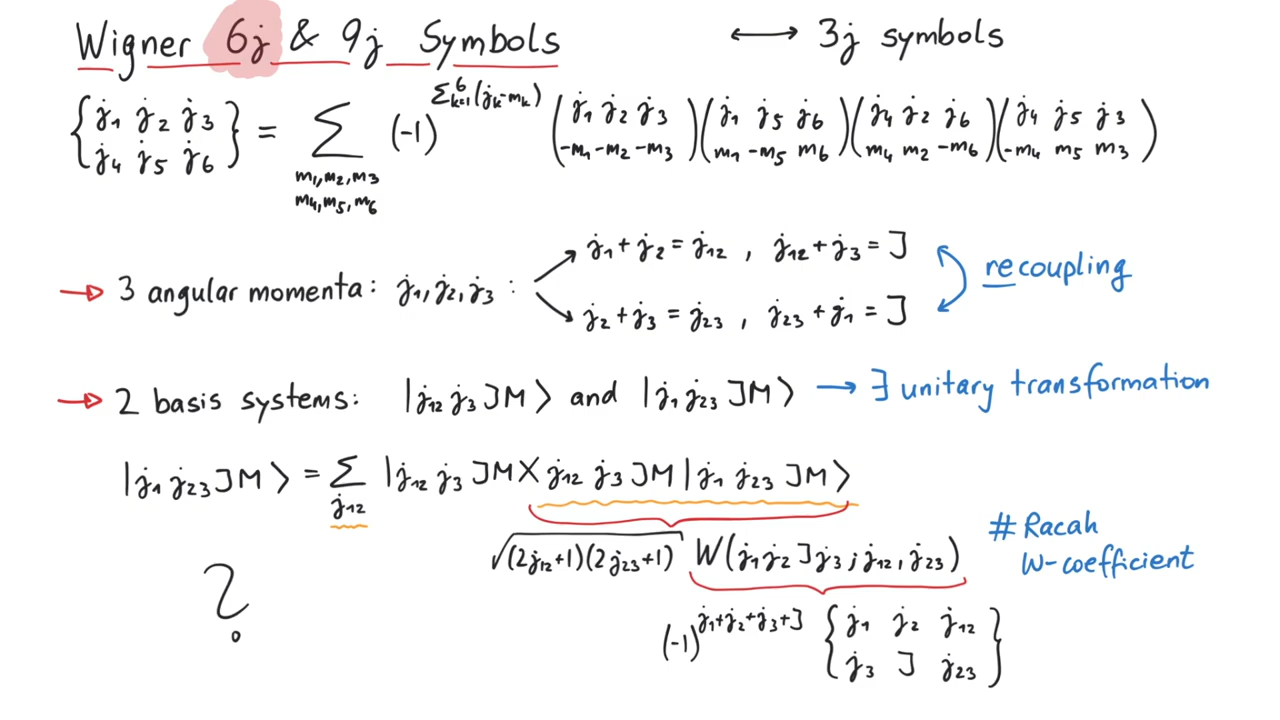 Wigner 6j & 9j Symbols ⟷ 3j symbols
{j₁ j₂ j₃ / j₄ j₅ j₆} = Σ (-1)^{Σ_{k=1}^{6}(j_k-m_k)} (j₁ j₂ j₃ / -m₁ -m₂ -m₃)(j₁ j₅ j₆ / m₁ -m₅ m₆)(j₄ j₂ j₆ / m₄ m₂ -m₆)(j₄ j₅ j₃ / -m₄ m₅ m₃)
m₁,m₂,m₃
m₄,m₅,m₆
j₁+j₂=j₁₂ , j₁₂+j₃=J
→ 3 angular momenta: j₁,j₂,j₃ : recoupling
j₂+j₃=j₂₃ , j₂₃+j₁=J
→ 2 basis systems: |j₁₂ j₃ JM⟩ and |j₁ j₂₃ JM⟩ → ∃ unitary transformation
|j₁ j₂₃ JM⟩ = Σ_{j₁₂} |j₁₂ j₃ JM⟩⟨j₁₂ j₃ JM|j₁ j₂₃ JM⟩
√(2j₁₂+1)(2j₂₃+1) W(j₁j₂Jj₃;j₁₂,j₂₃) # Racah
W-coefficient
?
(-1)^{j₁+j₂+j₃+J} {j₁ j₂ j₁₂ / j₃ J j₂₃}